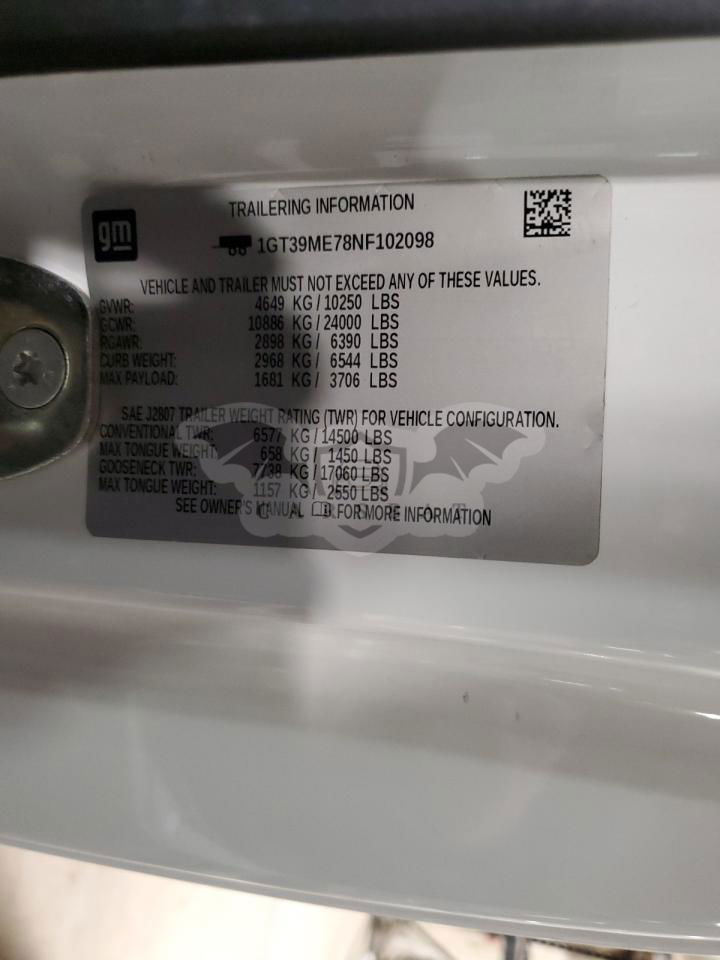 gm
TRAILERING INFORMATION
1GT39ME78NF102098
VEHICLE AND TRAILER MUST NOT EXCEED ANY OF THESE VALUES.
GVWR: 4649 KG / 10250 LBS
GCWR: 10886 KG / 24000 LBS
RGAWR: 2898 KG / 6390 LBS
CURB WEIGHT: 2968 KG / 6544 LBS
MAX PAYLOAD: 1681 KG / 3706 LBS
SAE J2807 TRAILER WEIGHT RATING (TWR) FOR VEHICLE CONFIGURATION.
CONVENTIONAL TWR: 6577 KG / 14500 LBS
MAX TONGUE WEIGHT: 658 KG / 1450 LBS
GOOSENECK TWR: 7738 KG / 17060 LBS
MAX TONGUE WEIGHT: 1157 KG / 2550 LBS
SEE OWNER'S MANUAL FOR MORE INFORMATION